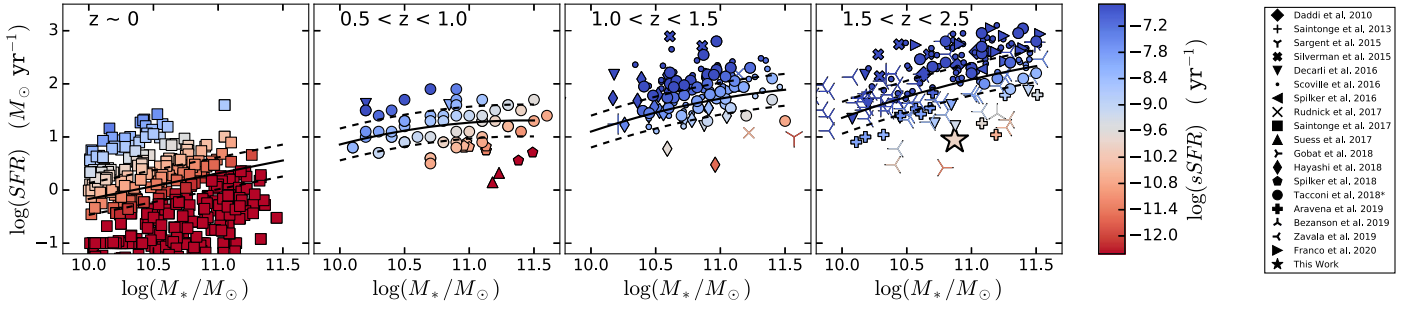 z ~ 0
0.5 < z < 1.0
1.0 < z < 1.5
1.5 < z < 2.5
log(SFR) (M⊙ yr⁻¹)
3
2
1
0
−1
10.0 10.5 11.0 11.5
10.0 10.5 11.0 11.5
10.0 10.5 11.0 11.5
10.0 10.5 11.0 11.5
log(M*/M⊙)
log(M*/M⊙)
log(M*/M⊙)
log(M*/M⊙)
−7.2
−7.8
−8.4
−9.0
−9.6
−10.2
−10.8
−11.4
−12.0
log(sSFR) (yr⁻¹)
Daddi et al. 2010
Saintonge et al. 2013
Sargent et al. 2015
Silverman et al. 2015
Decarli et al. 2016
Scoville et al. 2016
Spilker et al. 2016
Rudnick et al. 2017
Saintonge et al. 2017
Suess et al. 2017
Gobat et al. 2018
Hayashi et al. 2018
Spilker et al. 2018
Tacconi et al. 2018*
Aravena et al. 2019
Bezanson et al. 2019
Zavala et al. 2019
Franco et al. 2020
This Work